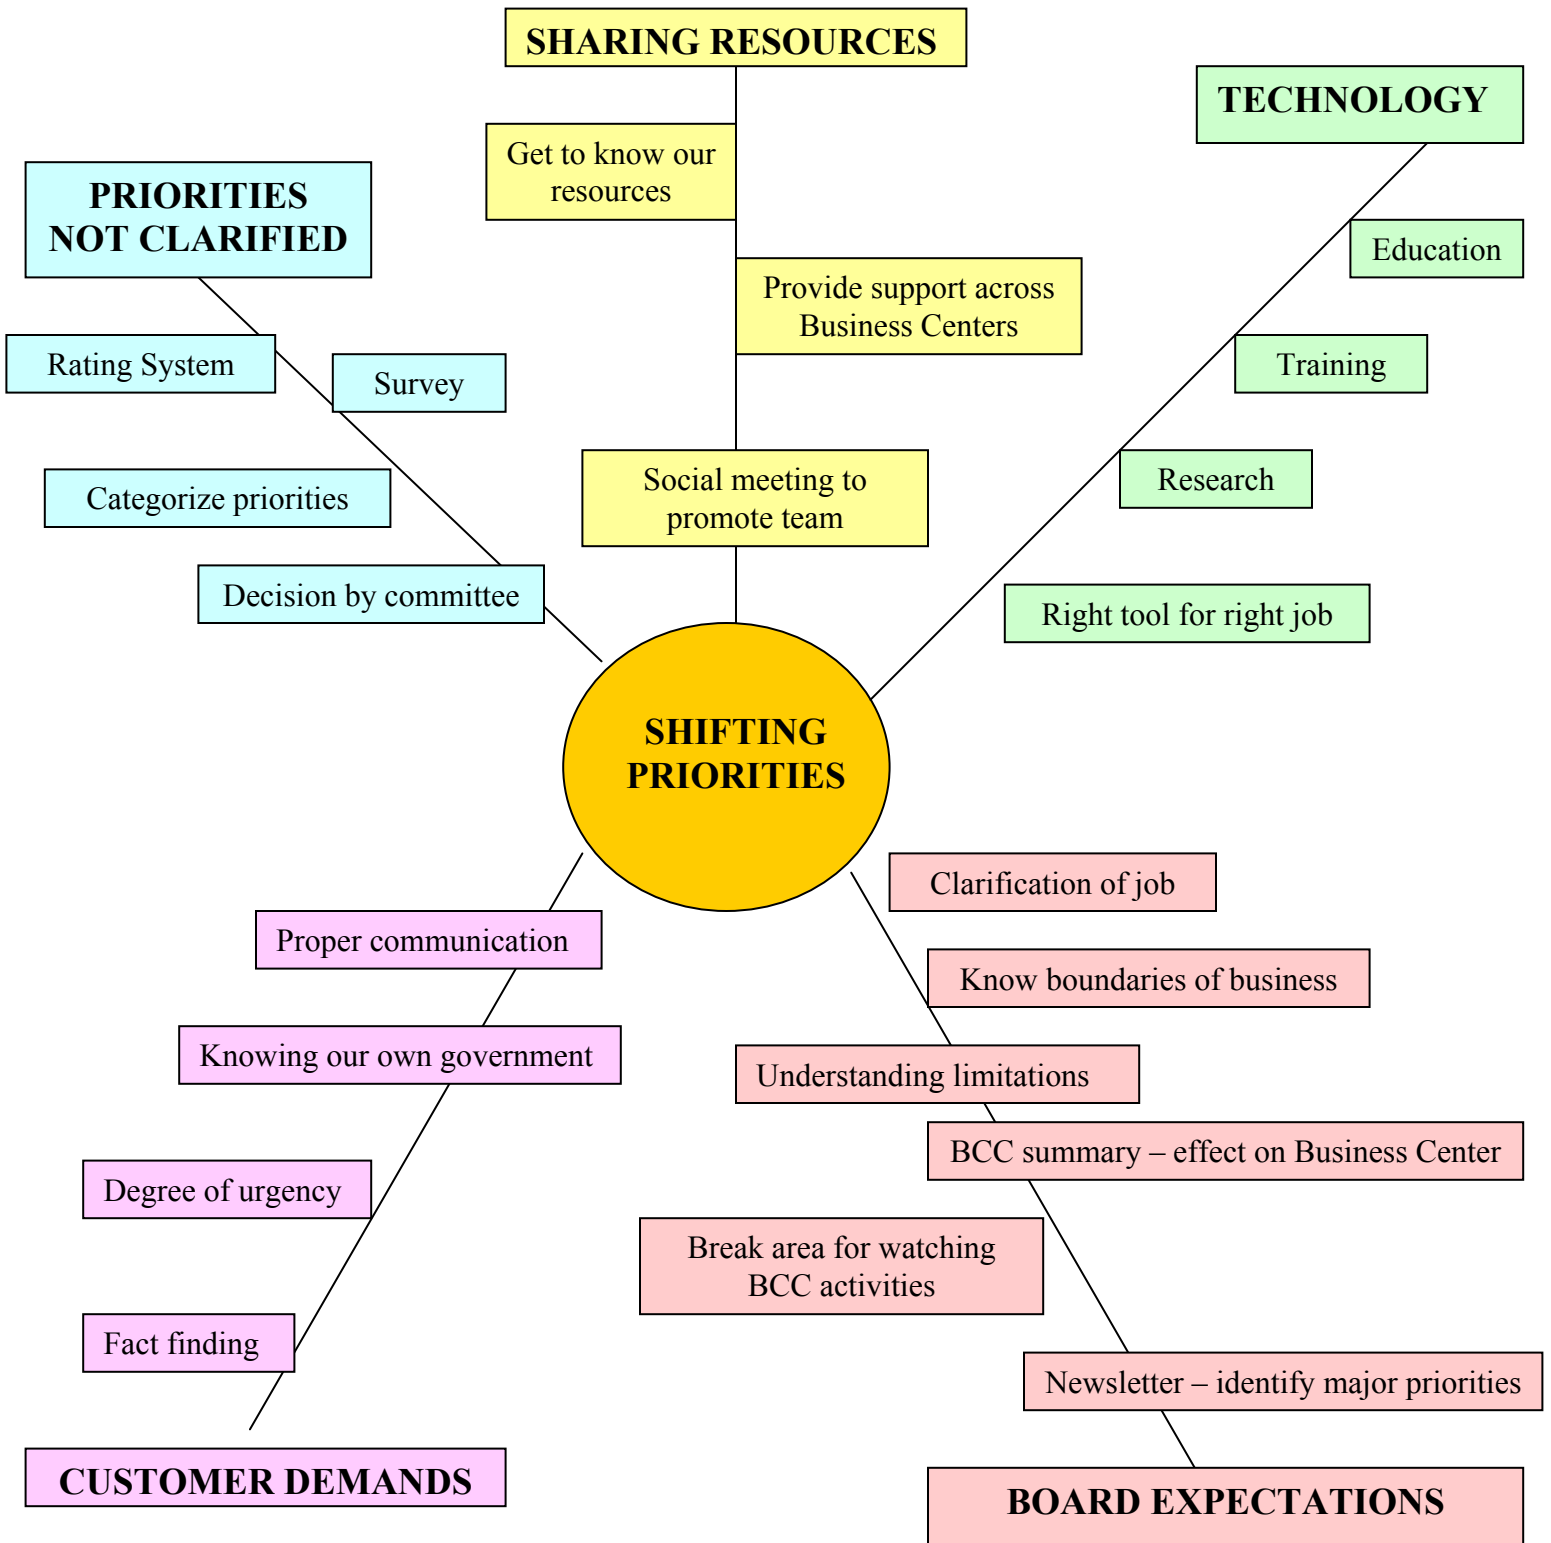 SHARING RESOURCES
TECHNOLOGY
Get to know our
resources
PRIORITIES
NOT CLARIFIED
Education
Provide support across
Business Centers
Rating System
Survey
Training
Categorize priorities
Social meeting to
promote team
Research
Decision by committee
Right tool for right job
SHIFTING
PRIORITIES
Clarification of job
Proper communication
Know boundaries of business
Knowing our own government
Understanding limitations
BCC summary – effect on Business Center
Degree of urgency
Break area for watching
BCC activities
Fact finding
Newsletter – identify major priorities
CUSTOMER DEMANDS
BOARD EXPECTATIONS